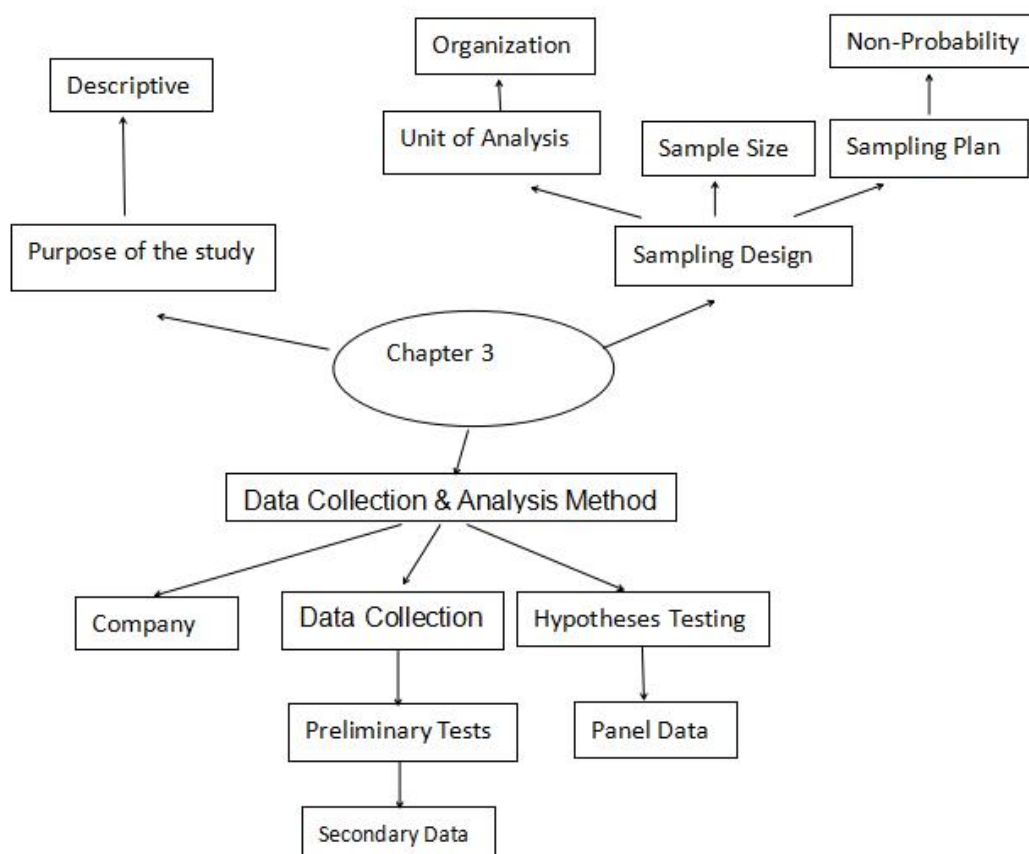 Organization
Non-Probability
Descriptive
Unit of Analysis
Sample Size
Sampling Plan
Purpose of the study
Sampling Design
Chapter 3
Data Collection & Analysis Method
Company
Data Collection
Hypotheses Testing
Preliminary Tests
Panel Data
Secondary Data